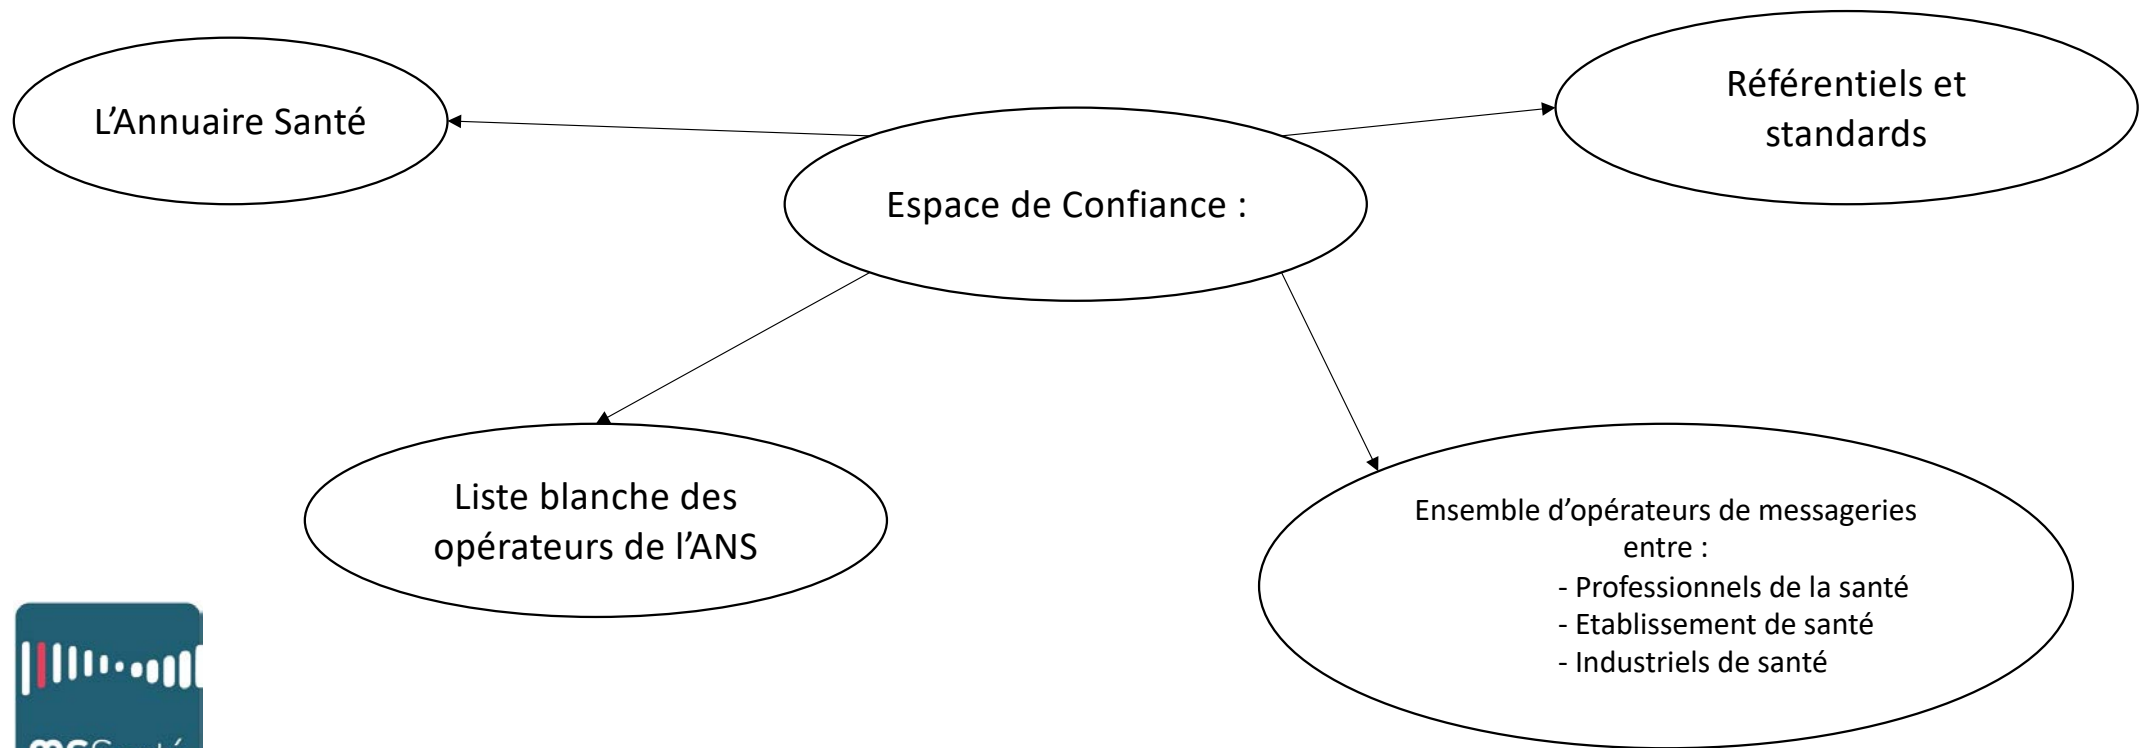 L’Annuaire Santé
Référentiels et
standards
Espace de Confiance :
Liste blanche des
opérateurs de l’ANS
Ensemble d’opérateurs de messageries
entre :
- Professionnels de la santé
- Etablissement de santé
- Industriels de santé